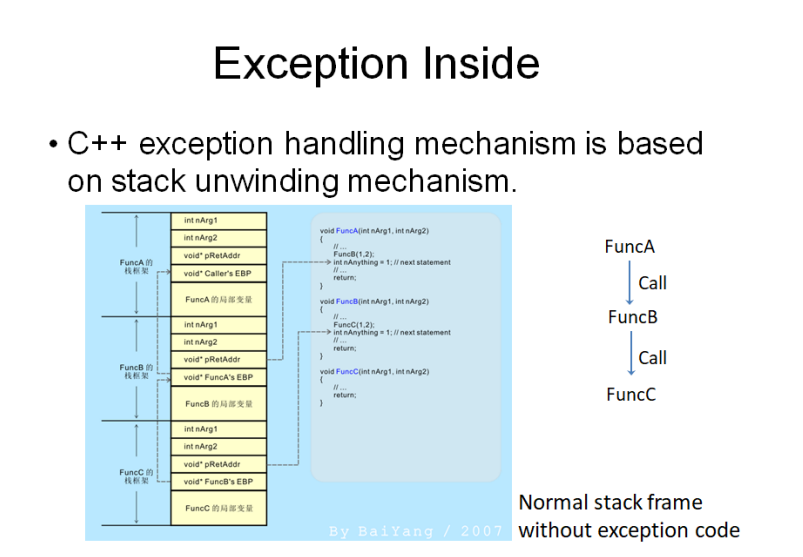 Exception Inside
• C++ exception handling mechanism is based
on stack unwinding mechanism.
FuncA 的
栈框架
int nArg1
int nArg2
void* pRetAddr
void* Caller's EBP
FuncA 的局部变量
FuncB 的
栈框架
int nArg1
int nArg2
void* pRetAddr
void* FuncA's EBP
FuncB 的局部变量
FuncC 的
栈框架
int nArg1
int nArg2
void* pRetAddr
void* FuncB's EBP
FuncC 的局部变量
void FuncA(int nArg1, int nArg2)
{
// ...
FuncB(1,2);
int nAnything = 1; // next statement
// ...
return;
}
void FuncB(int nArg1, int nArg2)
{
// ...
FuncC(1,2);
int nAnything = 1; // next statement
// ...
return;
}
void FuncC(int nArg1, int nArg2)
{
// ...
return;
}
By BaiYang / 2007
FuncA
Call
FuncB
Call
FuncC
Normal stack frame
without exception code